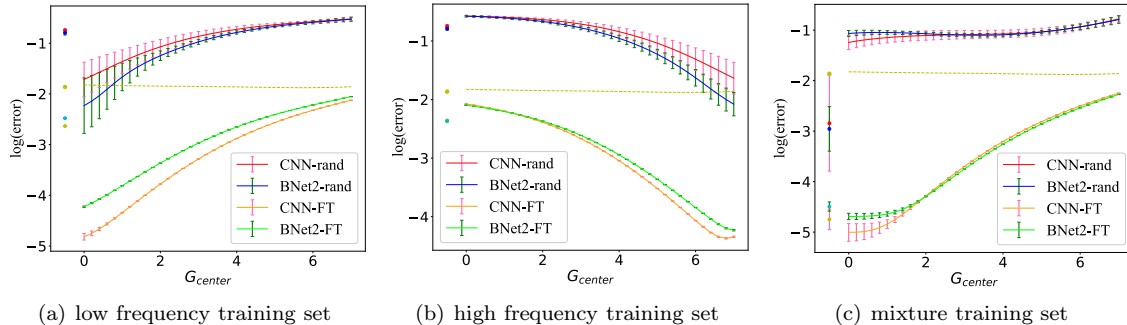 log(error)
−1
−2
−3
−4
−5
0
2
4
6
G_center
CNN-rand
BNet2-rand
CNN-FT
BNet2-FT
(a) low frequency training set
log(error)
−1
−2
−3
−4
0
2
4
6
G_center
CNN-rand
BNet2-rand
CNN-FT
BNet2-FT
(b) high frequency training set
log(error)
0
−1
−2
−3
−4
−5
0
2
4
6
G_center
CNN-rand
BNet2-rand
CNN-FT
BNet2-FT
(c) mixture training set